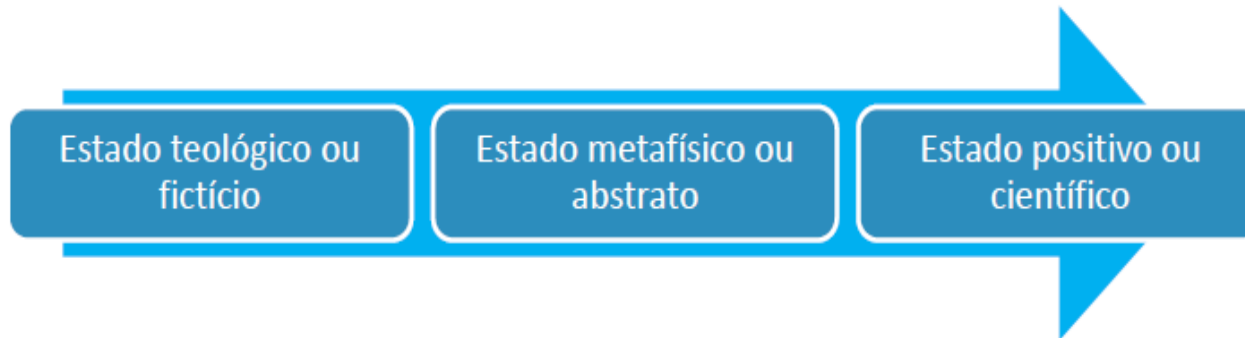 Estado teológico ou
fictício
Estado metafísico ou
abstrato
Estado positivo ou
científico